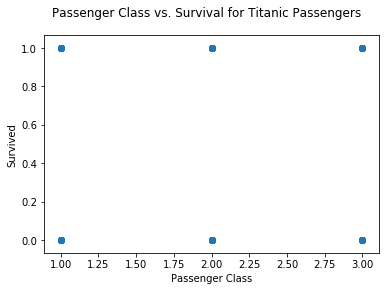 Passenger Class vs. Survival for Titanic Passengers
1.0
0.8
0.6
0.4
0.2
0.0
Survived
1.00 1.25 1.50 1.75 2.00 2.25 2.50 2.75 3.00
Passenger Class